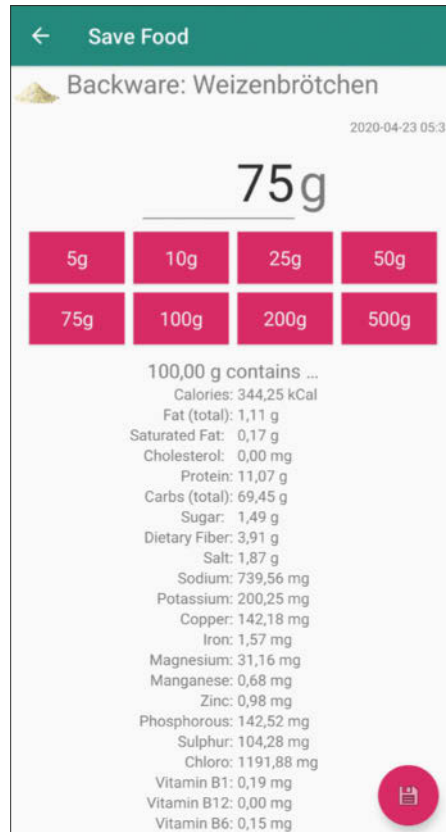 Save Food
Backware: Weizenbrötchen
2020-04-23 05:3
75g
5g 10g 25g 50g
75g 100g 200g 500g
100,00 g contains ...
Calories: 344,25 kCal
Fat (total): 1,11 g
Saturated Fat: 0,17 g
Cholesterol: 0,00 mg
Protein: 11,07 g
Carbs (total): 69,45 g
Sugar: 1,49 g
Dietary Fiber: 3,91 g
Salt: 1,87 g
Sodium: 739,56 mg
Potassium: 200,25 mg
Copper: 142,18 mg
Iron: 1,57 mg
Magnesium: 31,16 mg
Manganese: 0,68 mg
Zinc: 0,98 mg
Phosphorous: 142,52 mg
Sulphur: 104,28 mg
Chloro: 1191,88 mg
Vitamin B1: 0,19 mg
Vitamin B12: 0,00 mg
Vitamin B6: 0,15 mg